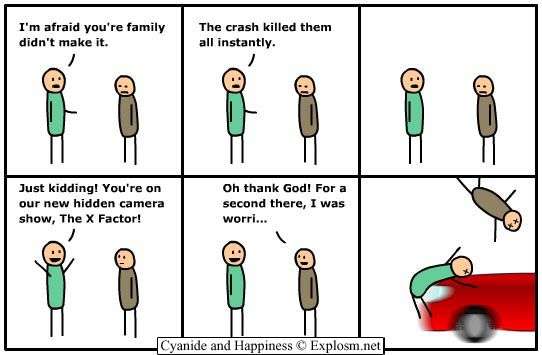 I'm afraid you're family
didn't make it.
The crash killed them
all instantly.
Just kidding! You're on
our new hidden camera
show, The X Factor!
Oh thank God! For a
second there, I was
worri...
Cyanide and Happiness © Explosm.net